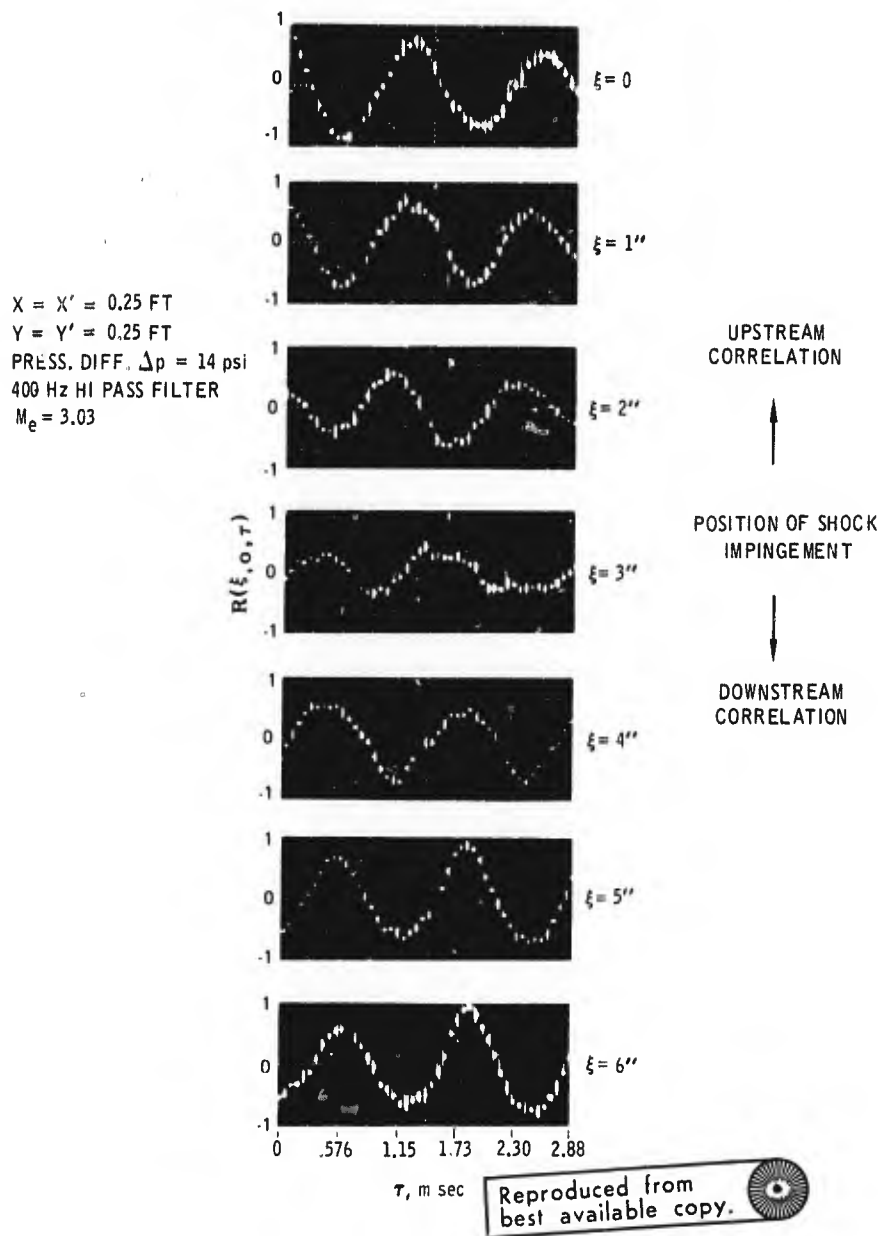 1
0
-1
ξ = 0
1
0
-1
ξ = 1″
X = X′ = 0.25 FT
Y = Y′ = 0.25 FT
PRESS. DIFF. Δp = 14 psi
400 Hz HI PASS FILTER
Mₑ = 3.03
1
0
-1
ξ = 2″
UPSTREAM
CORRELATION
R(ξ, 0, τ)
1
0
-1
ξ = 3″
POSITION OF SHOCK
IMPINGEMENT
1
0
-1
ξ = 4″
DOWNSTREAM
CORRELATION
1
0
-1
ξ = 5″
1
0
-1
ξ = 6″
0 .576 1.15 1.73 2.30 2.88
τ, m sec
Reproduced from
best available copy.